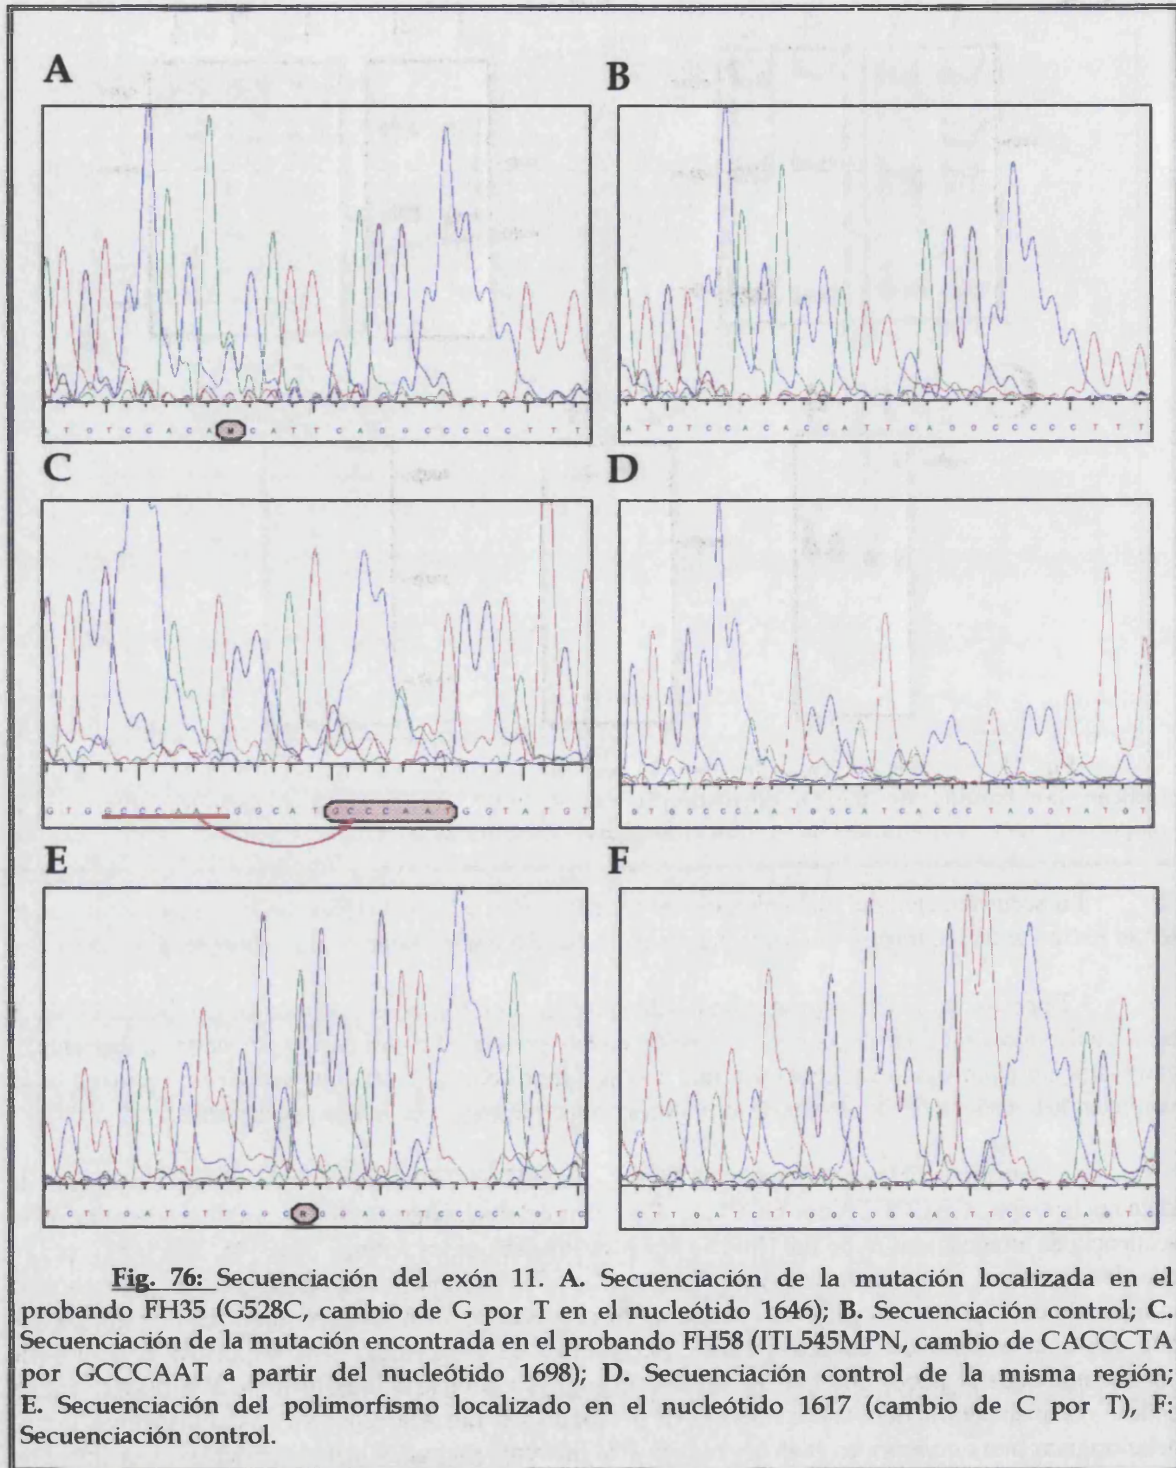 A
B
A T G T C C A C A M C A T T C A G G C C C C C T T T
A T G T C C A C A C C A T T C A G G C C C C C T T T
C
D
G T G G C C C A A T G G C A T G C C C A A T G G T A T G T
G T G G C C C A A T G G C A T C A C C C T A G G T A T G T
E
F
T C T T G A T C T T G G C R G G A G T T C C C C A G T C
C T T G A T C T T G G C G G G A G T T C C C C A G T C
Fig. 76: Secuenciación del exón 11. A. Secuenciación de la mutación localizada en el
probando FH35 (G528C, cambio de G por T en el nucleótido 1646); B. Secuenciación control; C.
Secuenciación de la mutación encontrada en el probando FH58 (ITL545MPN, cambio de CACCCTA
por GCCCAAT a partir del nucleótido 1698); D. Secuenciación control de la misma región;
E. Secuenciación del polimorfismo localizado en el nucleótido 1617 (cambio de C por T), F:
Secuenciación control.